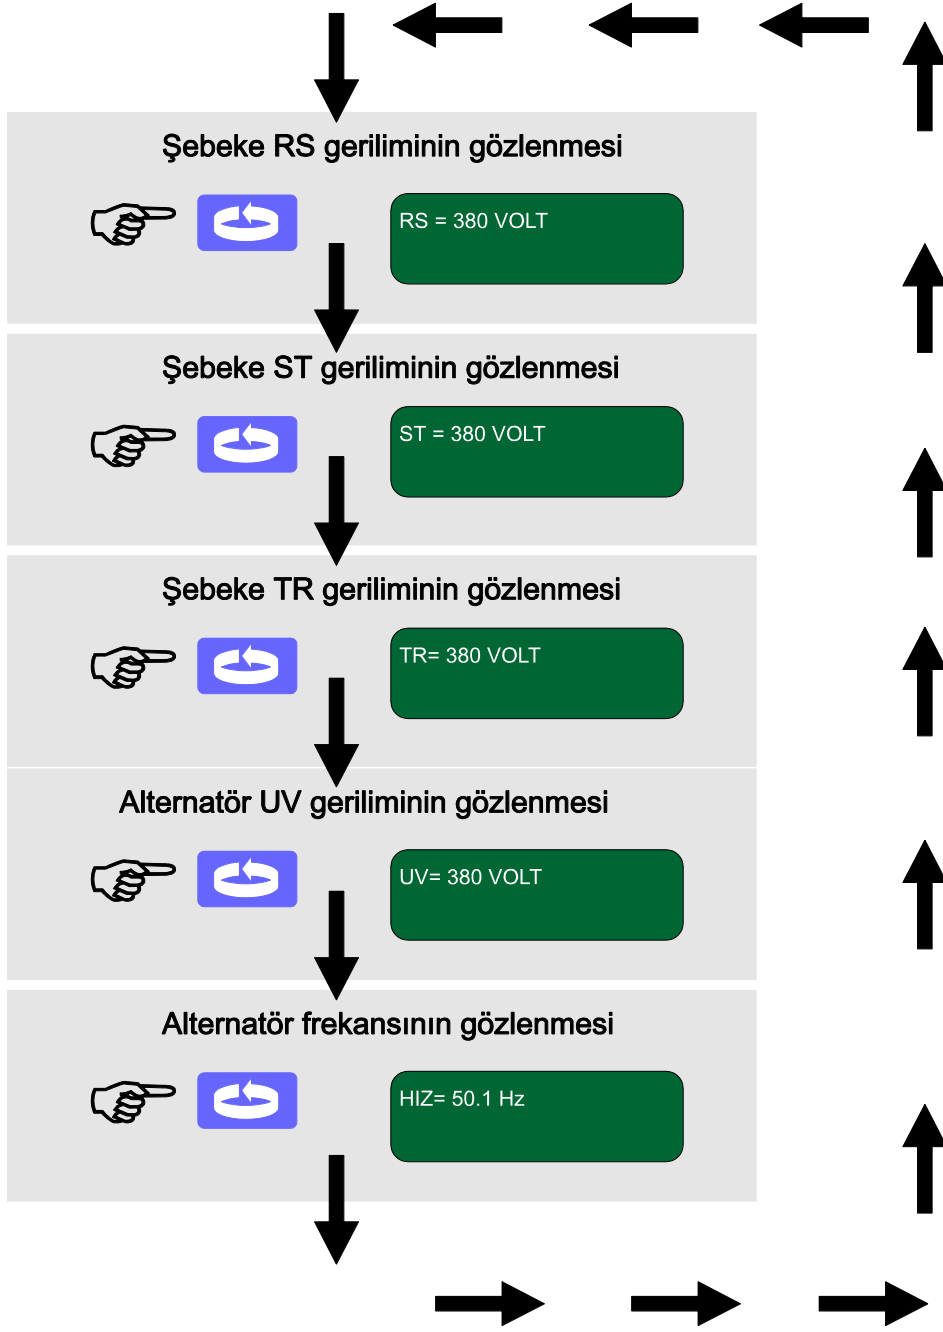 Şebeke RS geriliminin gözlenmesi
RS = 380 VOLT
Şebeke ST geriliminin gözlenmesi
ST = 380 VOLT
Şebeke TR geriliminin gözlenmesi
TR= 380 VOLT
Alternatör UV geriliminin gözlenmesi
UV= 380 VOLT
Alternatör frekansının gözlenmesi
HIZ= 50.1 Hz